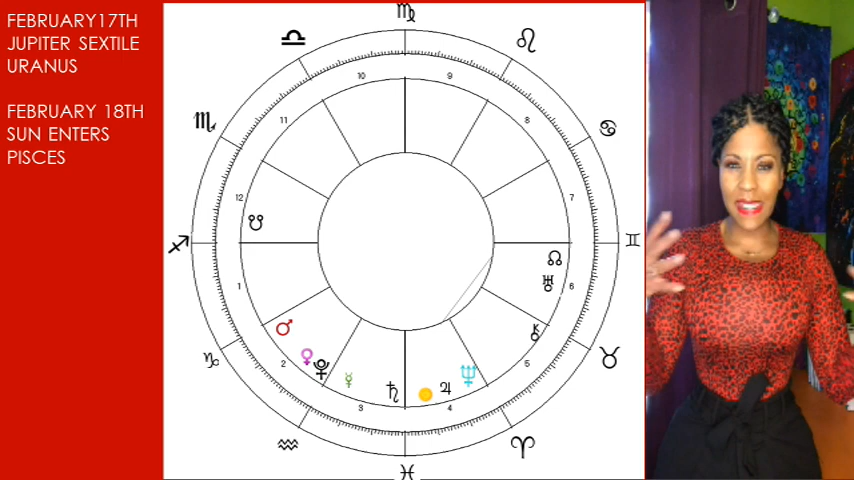 FEBRUARY17TH
JUPITER SEXTILE
URANUS
FEBRUARY 18TH
SUN ENTERS
PISCES
♍
♎ ♌
10 9
♏ 11 8 ♋
12 7
☋
♐ ♊
☊
1 ♅ 6
♂ ⚷
♑ 2 ♀ ♇ ☿ ♄ ♃ ♆ 5 ♉
3 4
♒ ♈
♓